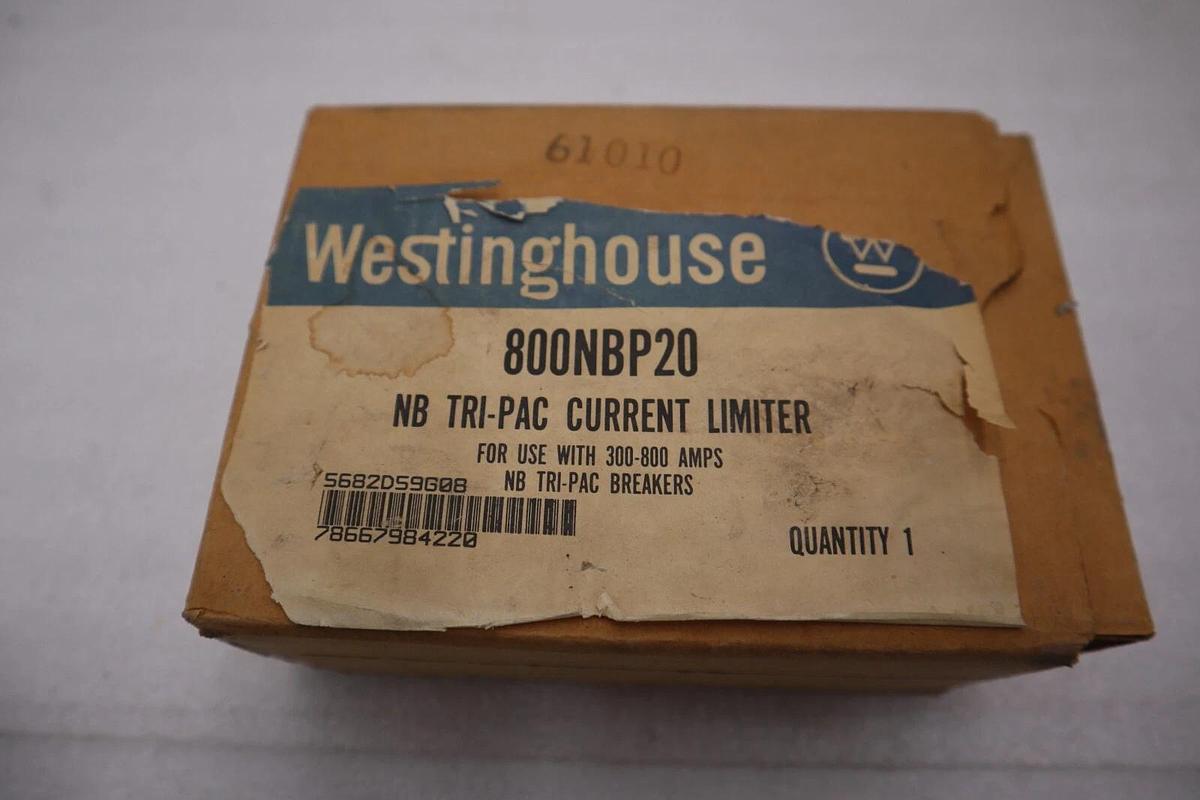 61010
Westinghouse
W
800NBP20
NB TRI-PAC CURRENT LIMITER
FOR USE WITH 300-800 AMPS
NB TRI-PAC BREAKERS
5682D59G08
78667984220
QUANTITY 1